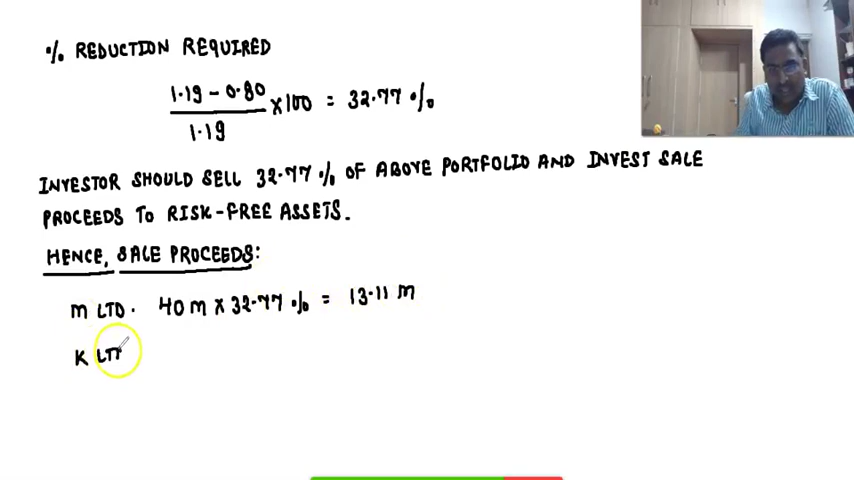 % REDUCTION REQUIRED
1.19 - 0.80
1.19
×100 = 32.77 %
INVESTOR SHOULD SELL 32.77 % OF ABOVE PORTFOLIO AND INVEST SALE
PROCEEDS TO RISK-FREE ASSETS.
HENCE, SALE PROCEEDS:
M LTD. 40 M × 32.77 % = 13.11 M
K LT